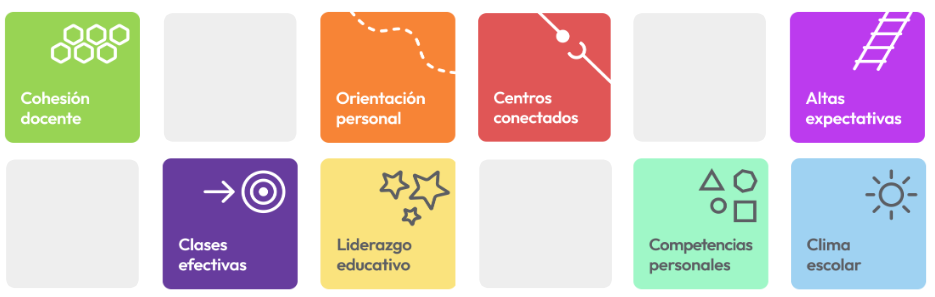 Cohesión
docente
Orientación
personal
Centros
conectados
Altas
expectativas
Clases
efectivas
Liderazgo
educativo
Competencias
personales
Clima
escolar